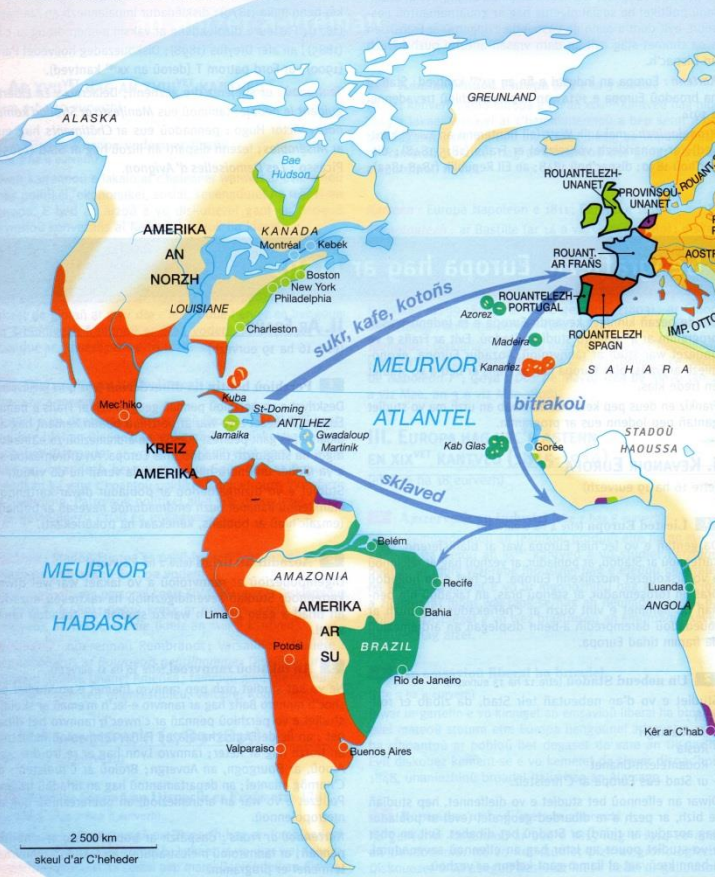 ALASKA
GREUNLAND
Bae
Hudson
ROUANTELEZH-
UNANET
PROVIÑSOÙ
UNANET
ROUANT.
AMERIKA
AN
NORZH
KANADA
Montréal
Kebek
ROUANT.
AR FRAÑS
AOSTR
Boston
New York
Philadelphia
LOUISIANE
Charleston
sukr, kafe, kotoñs
Azorez
ROUANTELEZH
PORTUGAL
ROUANTELEZH
SPAGN
IMP. OTTO
Madeira
MEURVOR
Kanariez
SAHARA
Kuba
Mec'hiko
St-Doming
ANTILHEZ
Jamaika
Gwadaloup
Martinik
ATLANTEL
bitrakoù
STADOÙ
HAOUSSA
KREIZ
AMERIKA
Kab Glas
Gorée
sklaved
Belém
MEURVOR
HABASK
AMAZONIA
Recife
Luanda
ANGOLA
Lima
AMERIKA
AR
SU
Bahia
Potosi
BRAZIL
Rio de Janeiro
Kêr ar C'hab
Valparaiso
Buenos Aires
2 500 km
skeul d'ar C'heheder